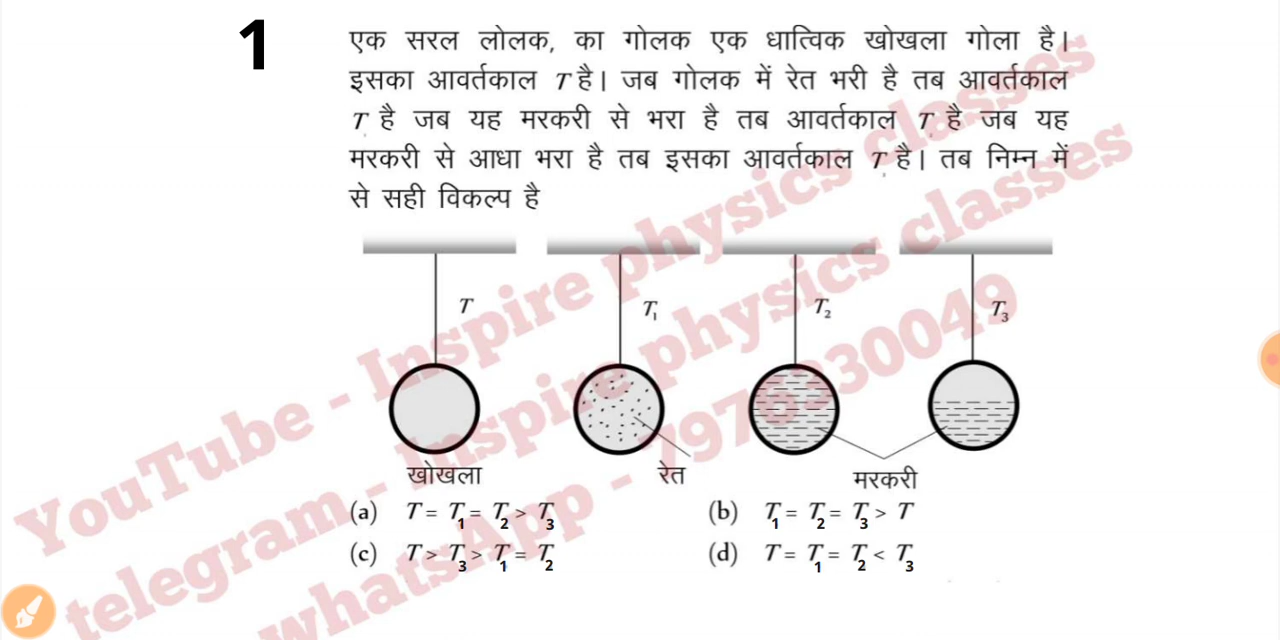 1
एक सरल लोलक, का गोलक एक धात्विक खोखला गोला है।
इसका आवर्तकाल T है। जब गोलक में रेत भरी है तब आवर्तकाल
T है जब यह मरकरी से भरा है तब आवर्तकाल T है जब यह
मरकरी से आधा भरा है तब इसका आवर्तकाल T है। तब निम्न में
से सही विकल्प है
T T₁ T₂ T₃
खोखला रेत मरकरी
(a) T = T₁ = T₂ > T₃ (b) T₁ = T₂ = T₃ > T
(c) T > T₃ > T₁ = T₂ (d) T = T₁ = T₂ < T₃
YouTube - Inspire physics classes
telegram - Inspire physics classes
whatsApp - 7976330049